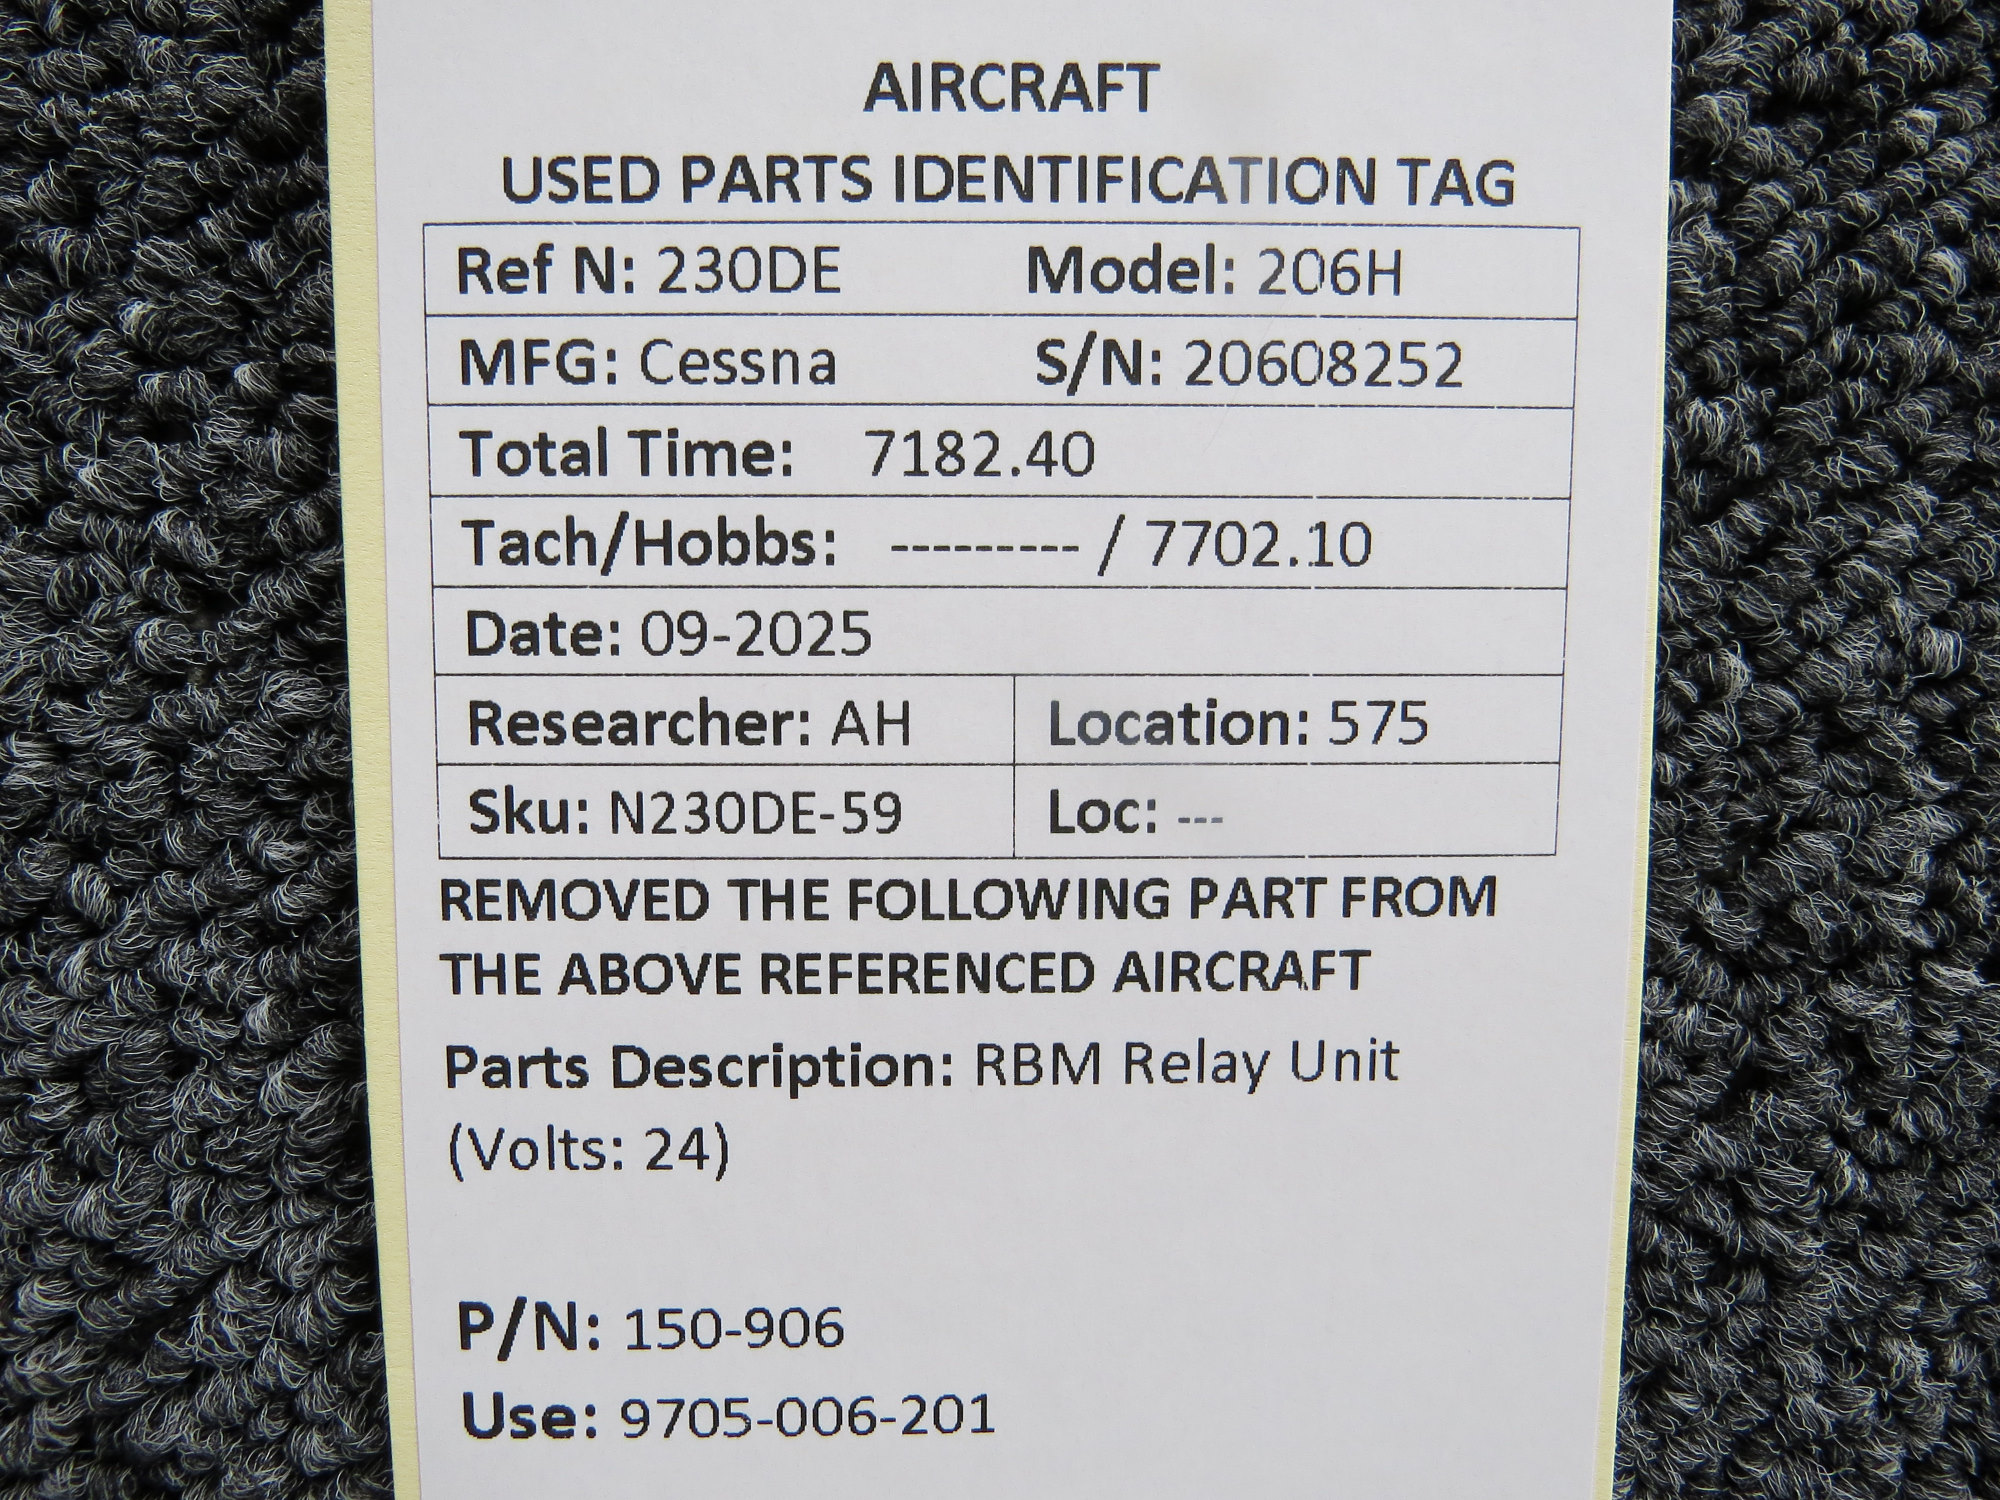 AIRCRAFT
USED PARTS IDENTIFICATION TAG
Ref N: 230DE Model: 206H
MFG: Cessna S/N: 20608252
Total Time: 7182.40
Tach/Hobbs: --------- / 7702.10
Date: 09-2025
Researcher: AH Location: 575
Sku: N230DE-59 Loc: ---
REMOVED THE FOLLOWING PART FROM
THE ABOVE REFERENCED AIRCRAFT
Parts Description: RBM Relay Unit
(Volts: 24)
P/N: 150-906
Use: 9705-006-201